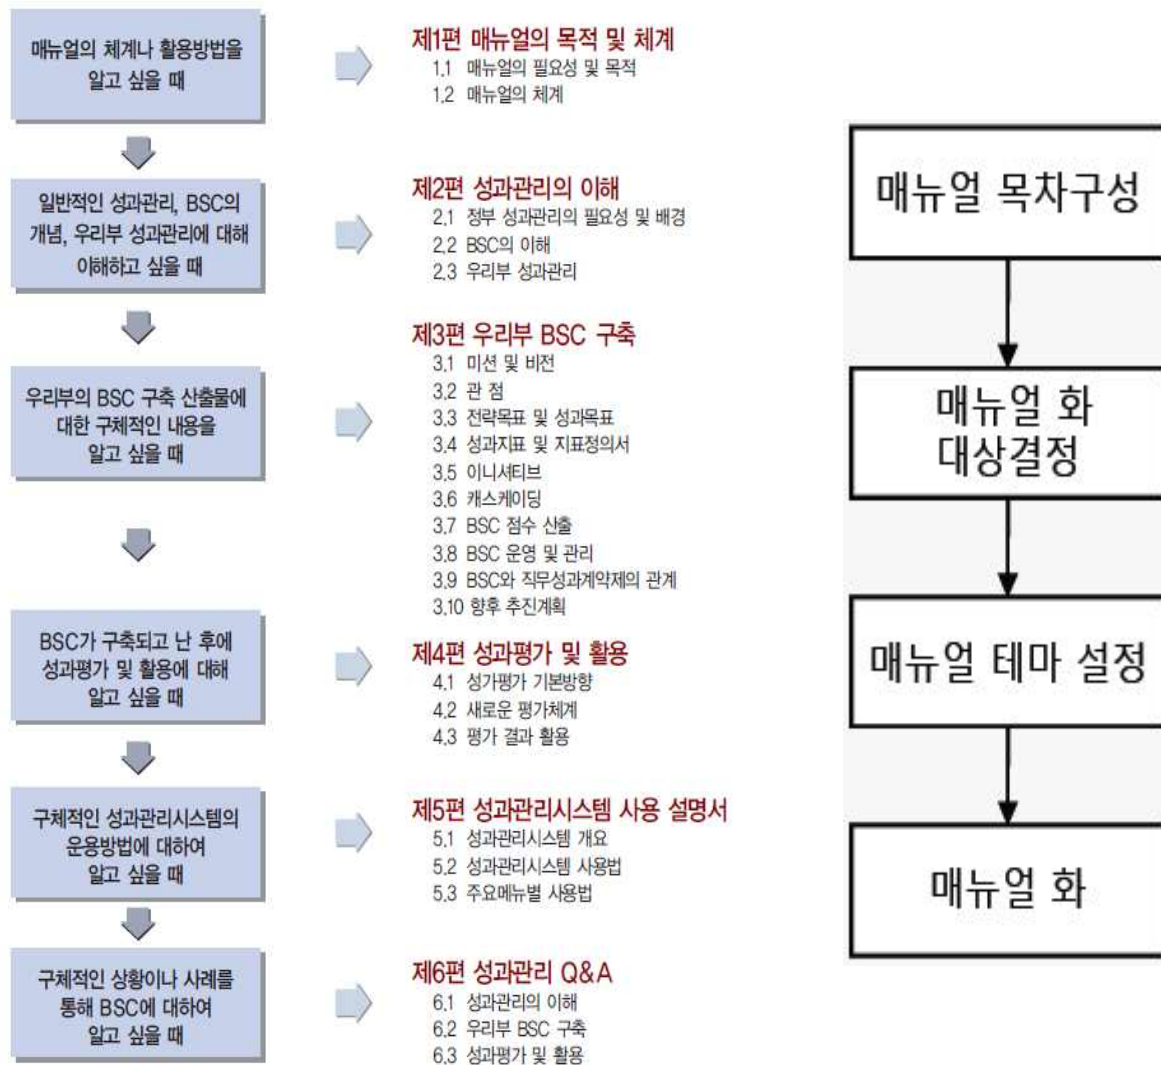 매뉴얼의 체계나 활용방법을
알고 싶을 때
제1편 매뉴얼의 목적 및 체계
1.1 매뉴얼의 필요성 및 목적
1.2 매뉴얼의 체계
일반적인 성과관리, BSC의
개념, 우리부 성과관리에 대해
이해하고 싶을 때
제2편 성과관리의 이해
2.1 정부 성과관리의 필요성 및 배경
2.2 BSC의 이해
2.3 우리부 성과관리
우리부의 BSC 구축 산출물에
대한 구체적인 내용을
알고 싶을 때
제3편 우리부 BSC 구축
3.1 미션 및 비전
3.2 관 점
3.3 전략목표 및 성과목표
3.4 성과지표 및 지표정의서
3.5 이니셔티브
3.6 캐스케이딩
3.7 BSC 점수 산출
3.8 BSC 운영 및 관리
3.9 BSC와 직무성과계약제의 관계
3.10 향후 추진계획
BSC가 구축되고 난 후에
성과평가 및 활용에 대해
알고 싶을 때
제4편 성과평가 및 활용
4.1 성가평가 기본방향
4.2 새로운 평가체계
4.3 평가 결과 활용
구체적인 성과관리시스템의
운용방법에 대하여
알고 싶을 때
제5편 성과관리시스템 사용 설명서
5.1 성과관리시스템 개요
5.2 성과관리시스템 사용법
5.3 주요메뉴별 사용법
구체적인 상황이나 사례를
통해 BSC에 대하여
알고 싶을 때
제6편 성과관리 Q&A
6.1 성과관리의 이해
6.2 우리부 BSC 구축
6.3 성과평가 및 활용
매뉴얼 목차구성
매뉴얼 화
대상결정
매뉴얼 테마 설정
매뉴얼 화